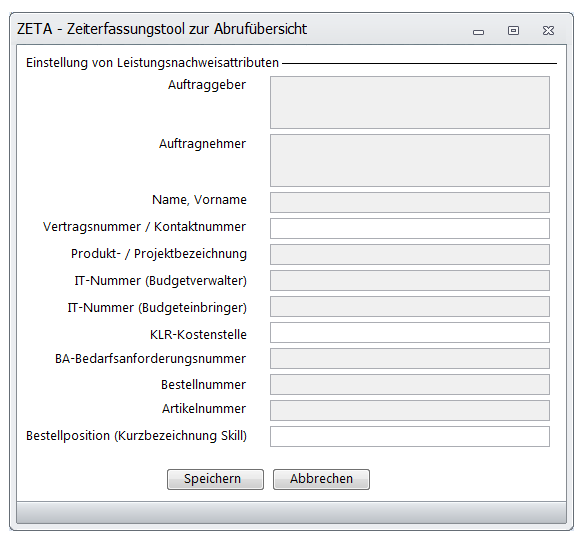 ZETA - Zeiterfassungstool zur Abrufübersicht
Einstellung von Leistungsnachweisattributen
Auftraggeber
Auftragnehmer
Name, Vorname
Vertragsnummer / Kontaktnummer
Produkt- / Projektbezeichnung
IT-Nummer (Budgetverwalter)
IT-Nummer (Budgeteinbringer)
KLR-Kostenstelle
BA-Bedarfsanforderungsnummer
Bestellnummer
Artikelnummer
Bestellposition (Kurzbezeichnung Skill)
Speichern Abbrechen